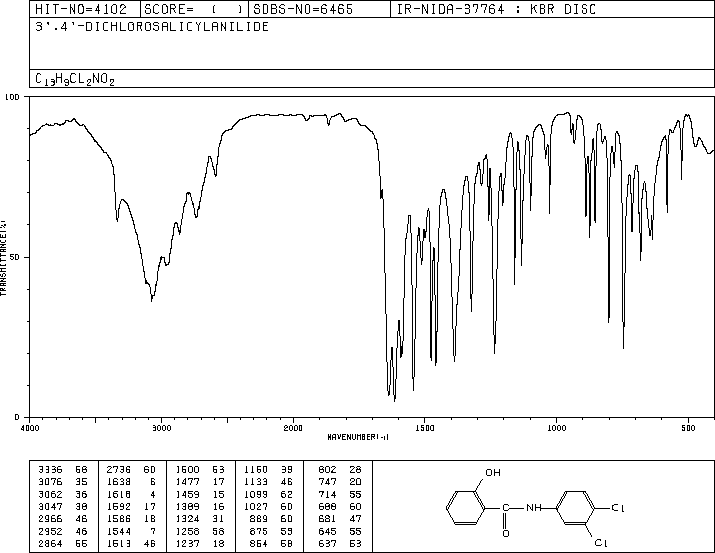 HIT-NO=4102 SCORE= ( ) SDBS-NO=6465 IR-NIDA-37764 : KBR DISC
3'.4'-DICHLOROSALICYLANILIDE
C13H9CL2NO2
100
50
0
TRANSMITTANCE(%)
4000 3000 2000 1500 1000 500
WAVENUMBER(-1)
3336 68 2736 60 1500 53 1160 39 802 28
3076 35 1638 6 1477 17 1133 46 747 20
3062 36 1618 4 1459 15 1099 62 714 55
3047 38 1592 17 1389 16 1027 60 688 60
2966 46 1586 18 1324 31 889 60 681 47
2952 46 1544 7 1258 58 875 55 645 55
2864 55 1513 46 1237 18 854 58 637 53
OH
C NH Cl
O
Cl